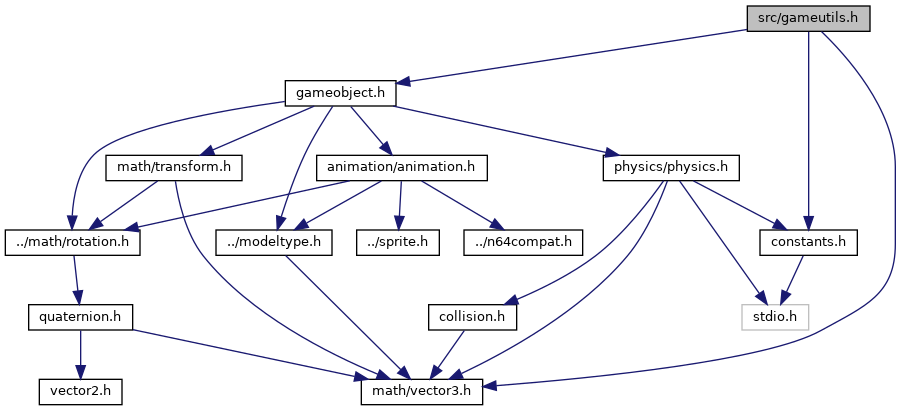 src/gameutils.h
gameobject.h
math/transform.h
animation/animation.h
physics/physics.h
../math/rotation.h
../modeltype.h
../sprite.h
../n64compat.h
constants.h
quaternion.h
collision.h
stdio.h
vector2.h
math/vector3.h